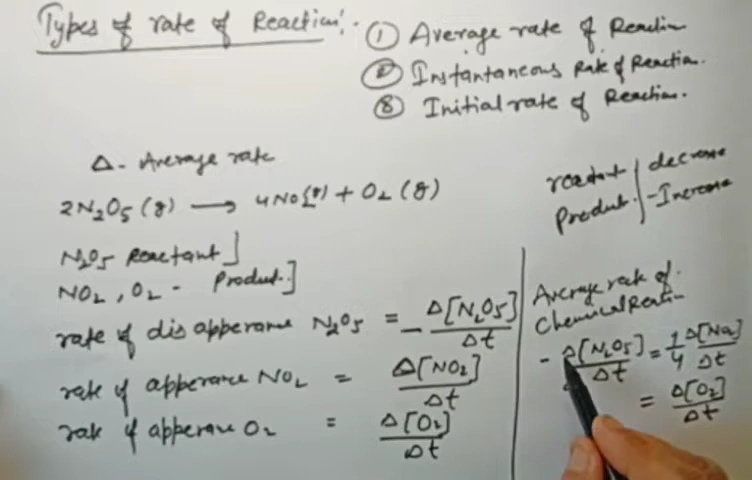 Types of rate of Reaction:-
① Average rate of Reaction
② Instantaneous Rate of Reaction.
③ Initial rate of Reaction.
Δ - Average rate
2N₂O₅ (g) → 4NO₂(g) + O₂ (g)
N₂O₅ Reactant]
NO₂, O₂ - Product.]
rate of disapperance N₂O₅ = - Δ[N₂O₅]/Δt
rate of apperance NO₂ = Δ[NO₂]/Δt
rate of apperance O₂ = Δ[O₂]/Δt
reactant / decrease
Product. / - Increase
Average rate of
Chemical Reaction
- Δ[N₂O₅]/Δt = 1/4 Δ[NO₂]/Δt
= Δ[O₂]/Δt